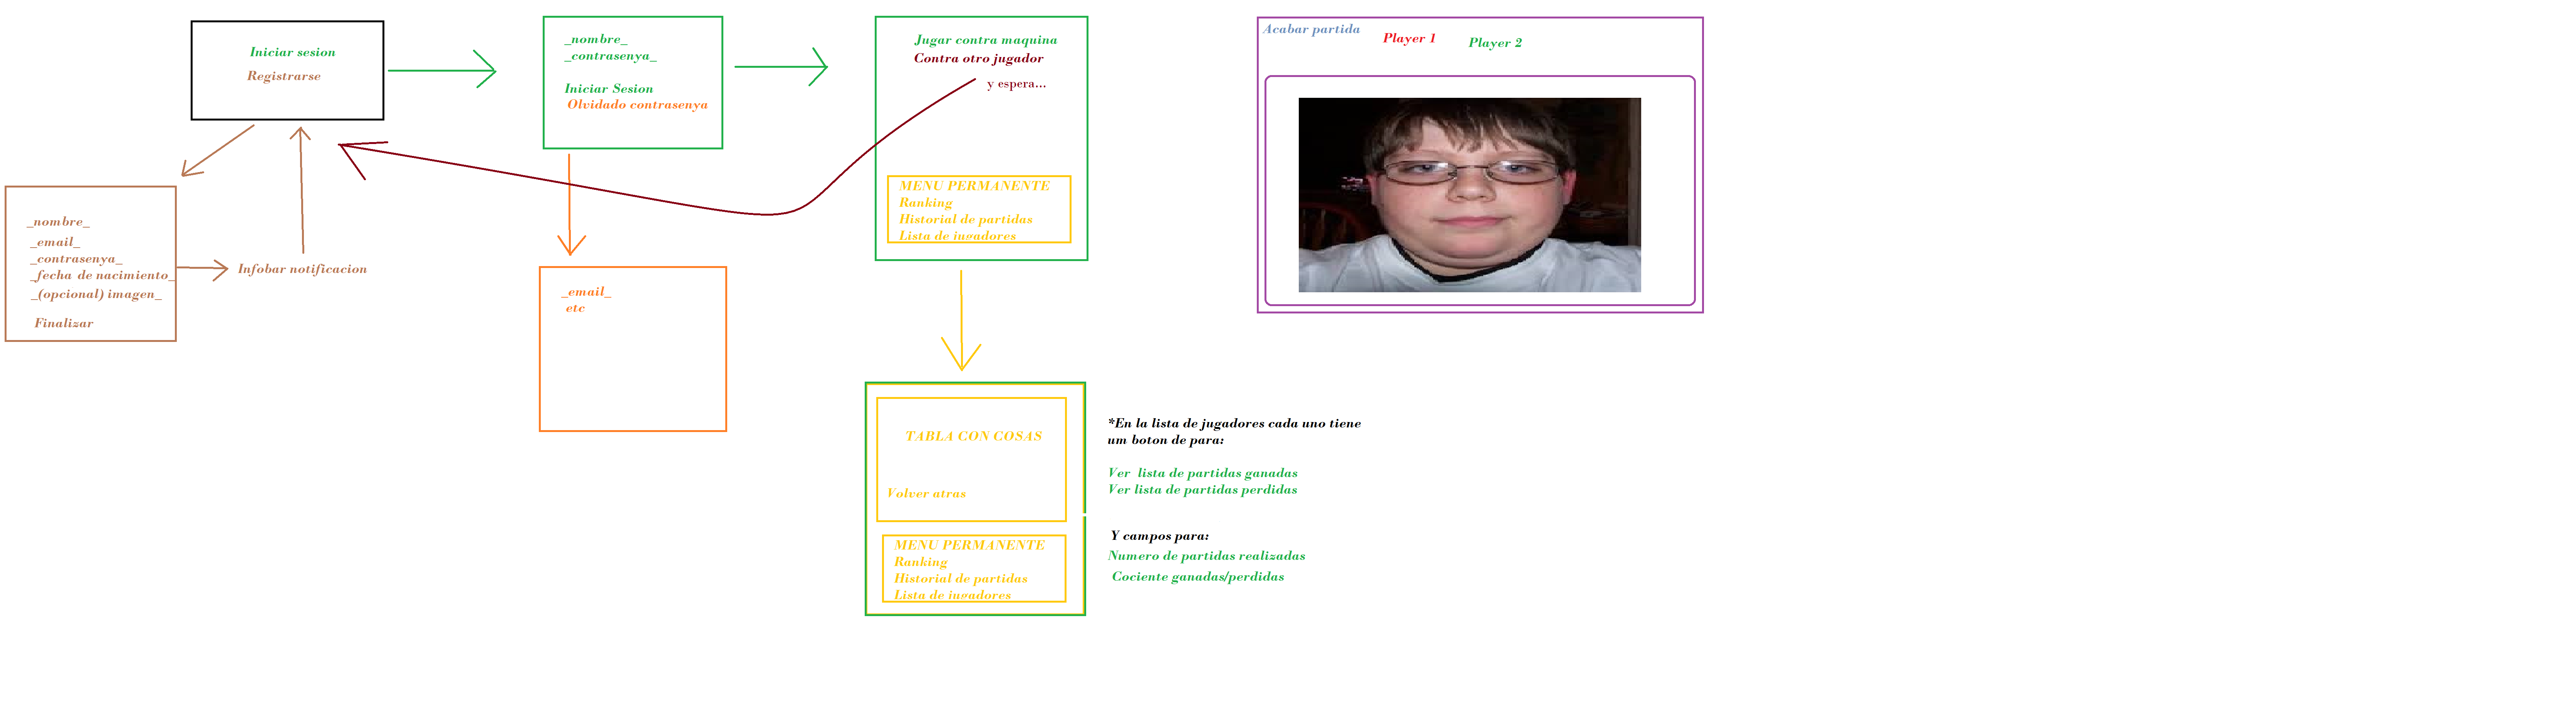 Iniciar sesion
Registrarse
_nombre_
_email_
_contrasenya_
_fecha de nacimiento_
_(opcional) imagen_
Finalizar
Infobar notificacion
_nombre_
_contrasenya_
Iniciar Sesion
Olvidado contrasenya
_email_
etc
Jugar contra maquina
Contra otro jugador
y espera...
MENU PERMANENTE
Ranking
Historial de partidas
Lista de jugadores
TABLA CON COSAS
Volver atras
MENU PERMANENTE
Ranking
Historial de partidas
Lista de jugadores
*En la lista de jugadores cada uno tiene
um boton de para:
Ver lista de partidas ganadas
Ver lista de partidas perdidas
Y campos para:
Numero de partidas realizadas
Cociente ganadas/perdidas
Acabar partida
Player 1
Player 2